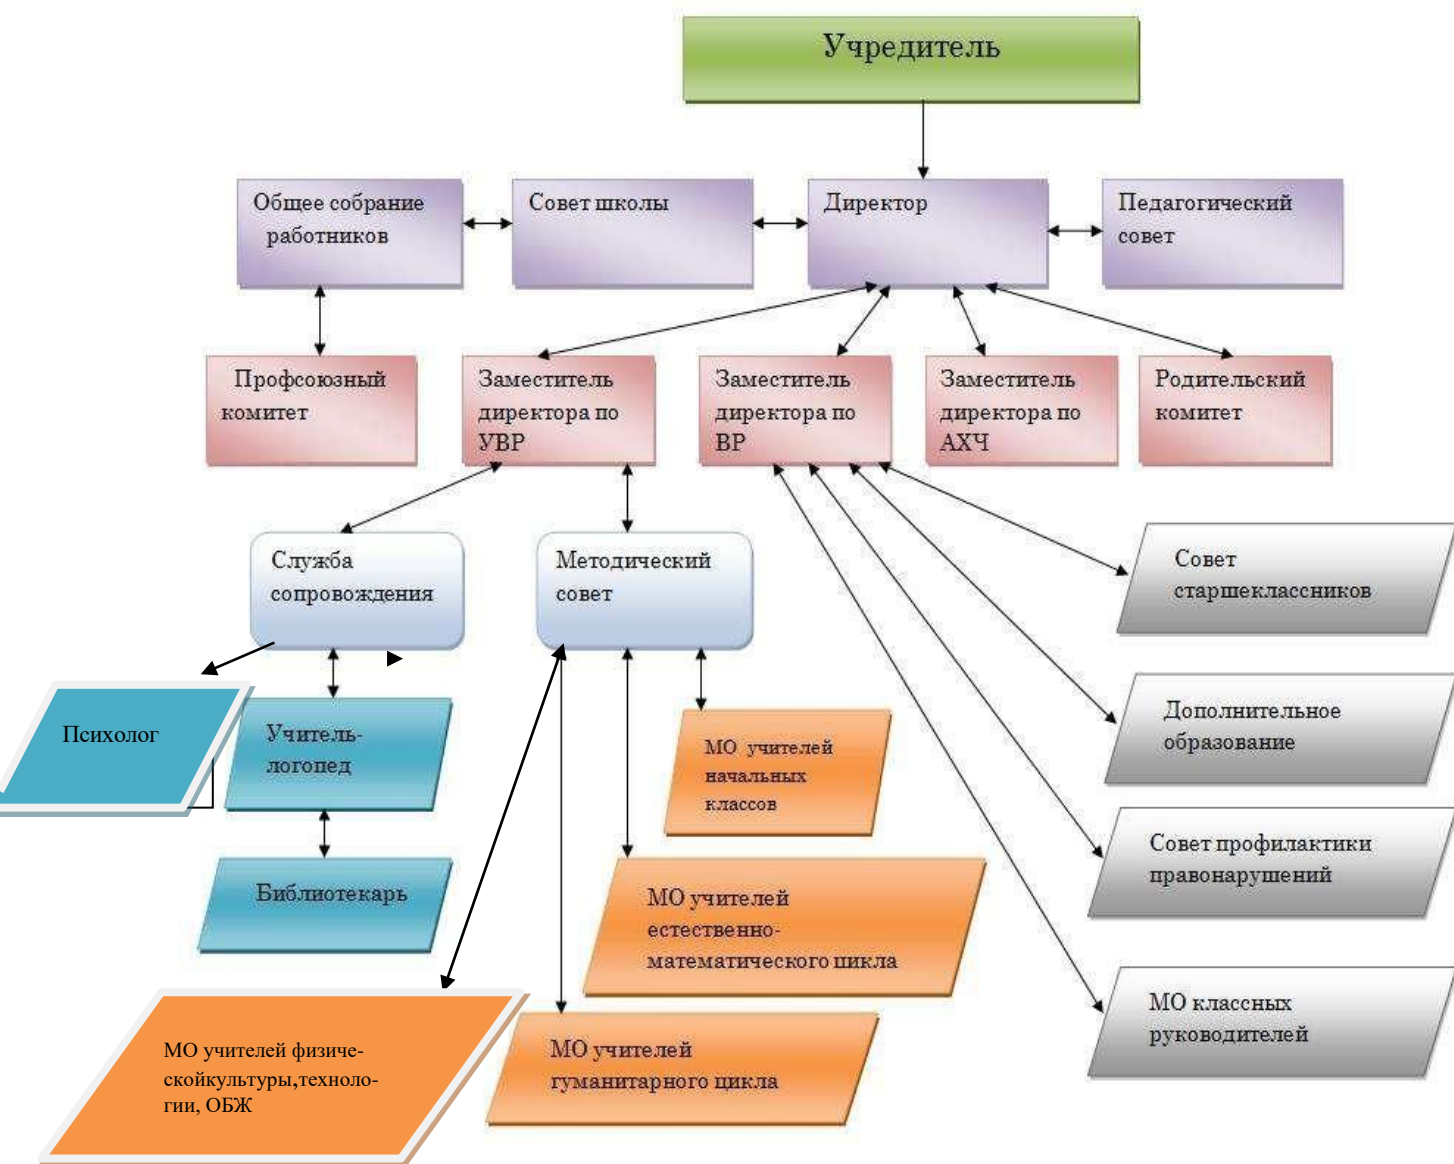 Учредитель
Общее собрание
работников
Совет школы
Директор
Педагогический
совет
Профсоюзный
комитет
Заместитель
директора по
УВР
Заместитель
директора по
ВР
Заместитель
директора по
АХЧ
Родительский
комитет
Служба
сопровождения
Методический
совет
Совет
старшеклассников
Психолог
Учитель-
логопед
МО учителей
начальных
классов
Дополнительное
образование
Библиотекарь
МО учителей
естественно-
математического цикла
Совет профилактики
правонарушений
МО учителей физиче-
скойкультуры,техноло-
гии, ОБЖ
МО учителей
гуманитарного цикла
МО классных
руководителей